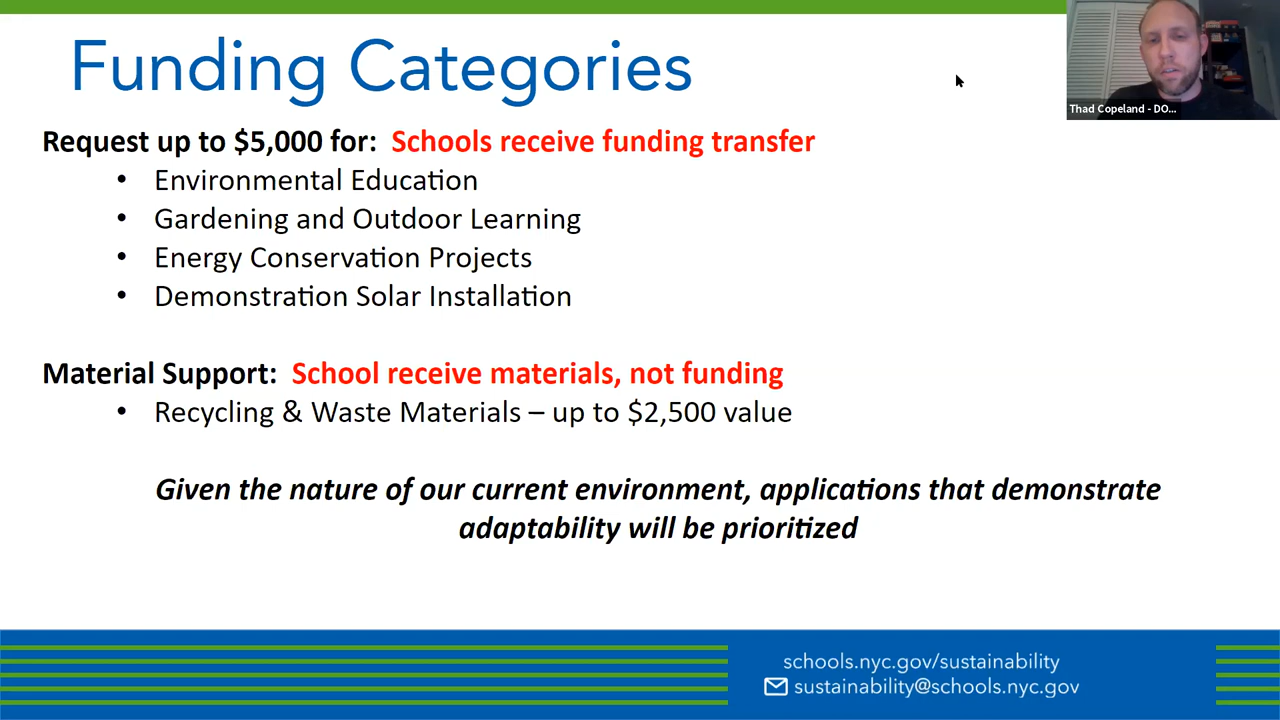 Funding Categories
Thad Copeland - DO...
Request up to $5,000 for: Schools receive funding transfer
• Environmental Education
• Gardening and Outdoor Learning
• Energy Conservation Projects
• Demonstration Solar Installation
Material Support: School receive materials, not funding
• Recycling & Waste Materials – up to $2,500 value
Given the nature of our current environment, applications that demonstrate
adaptability will be prioritized
schools.nyc.gov/sustainability
sustainability@schools.nyc.gov